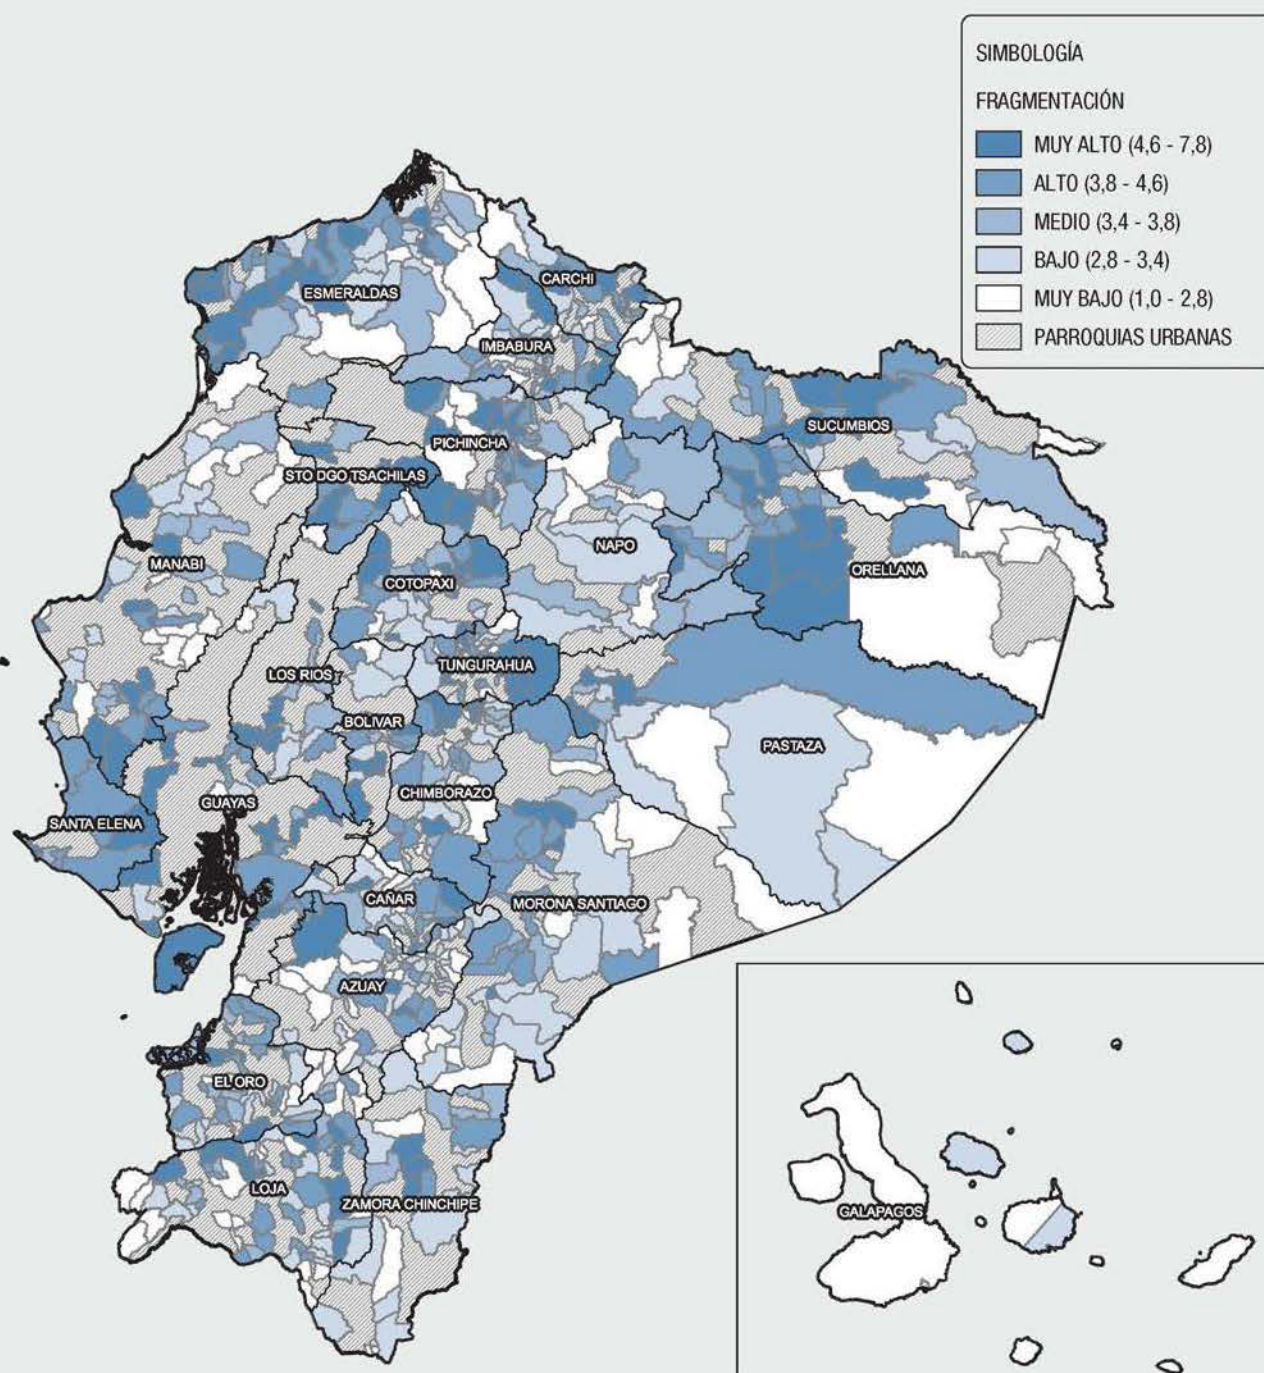 SIMBOLOGÍA
FRAGMENTACIÓN
MUY ALTO (4,6 - 7,8)
ALTO (3,8 - 4,6)
MEDIO (3,4 - 3,8)
BAJO (2,8 - 3,4)
MUY BAJO (1,0 - 2,8)
PARROQUIAS URBANAS
CARCHI
ESMERALDAS
IMBABURA
SUCUMBIOS
PICHINCHA
STO DGO TSACHILAS
NAPO
MANABI
ORELLANA
COTOPAXI
TUNGURAHUA
LOS RIOS
BOLIVAR
PASTAZA
CHIMBORAZO
GUAYAS
SANTA ELENA
CAÑAR
MORONA SANTIAGO
AZUAY
EL ORO
LOJA
ZAMORA CHINCHIPE
GALAPAGOS